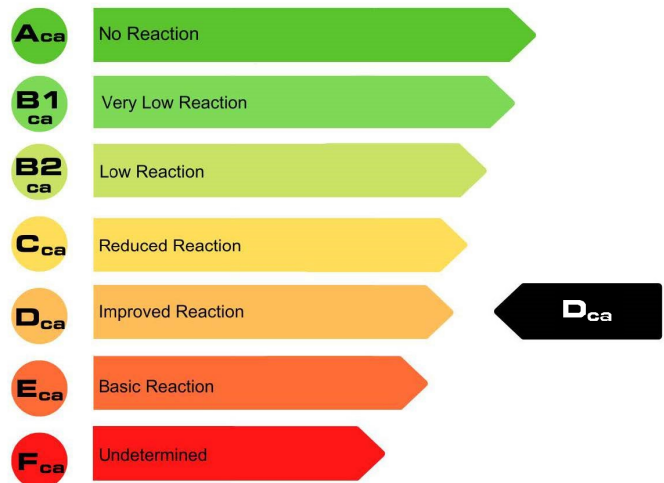 Aca No Reaction
B1
ca
Very Low Reaction
B2
ca
Low Reaction
Cca Reduced Reaction
Dca Improved Reaction
Dca
Eca Basic Reaction
Fca Undetermined